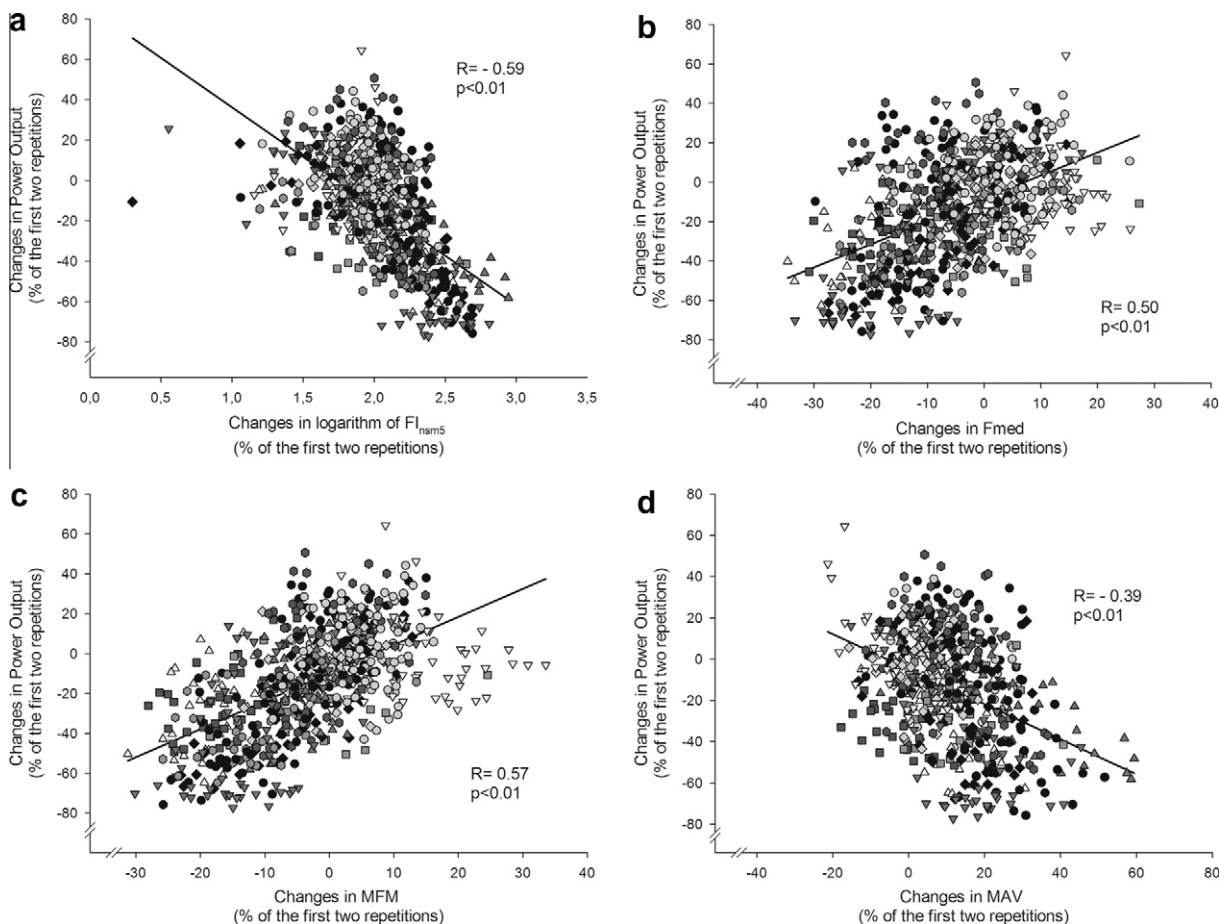 a
80
60
40
20
0
-20
-40
-60
-80
Changes in Power Output
(% of the first two repetitions)
R= - 0.59
p<0.01
0,0 0,5 1,0 1,5 2,0 2,5 3,0 3,5
Changes in logarithm of FInsm5
(% of the first two repetitions)
b
80
60
40
20
0
-20
-40
-60
-80
Changes in Power Output
(% of the first two repetitions)
R= 0.50
p<0.01
-40 -30 -20 -10 0 10 20 30 40
Changes in Fmed
(% of the first two repetitions)
c
80
60
40
20
0
-20
-40
-60
-80
Changes in Power Output
(% of the first two repetitions)
R= 0.57
p<0.01
-30 -20 -10 0 10 20 30 40
Changes in MFM
(% of the first two repetitions)
d
80
60
40
20
0
-20
-40
-60
-80
Changes in Power Output
(% of the first two repetitions)
R= - 0.39
p<0.01
-40 -20 0 20 40 60 80
Changes in MAV
(% of the first two repetitions)